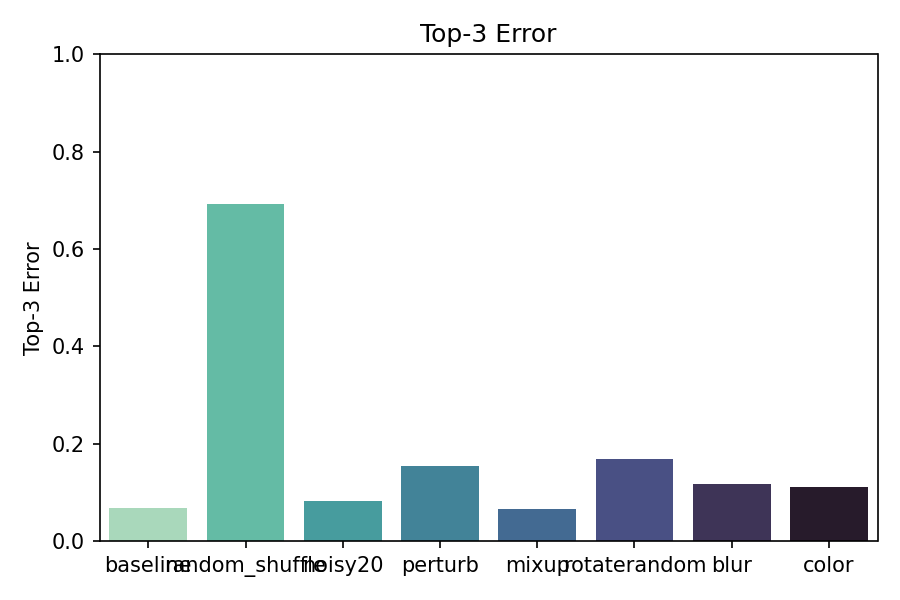 Top-3 Error
1.0
0.8
0.6
0.4
0.2
0.0
Top-3 Error
baseline random_shuffle noisy20 perturb mixup rotaterandom blur color